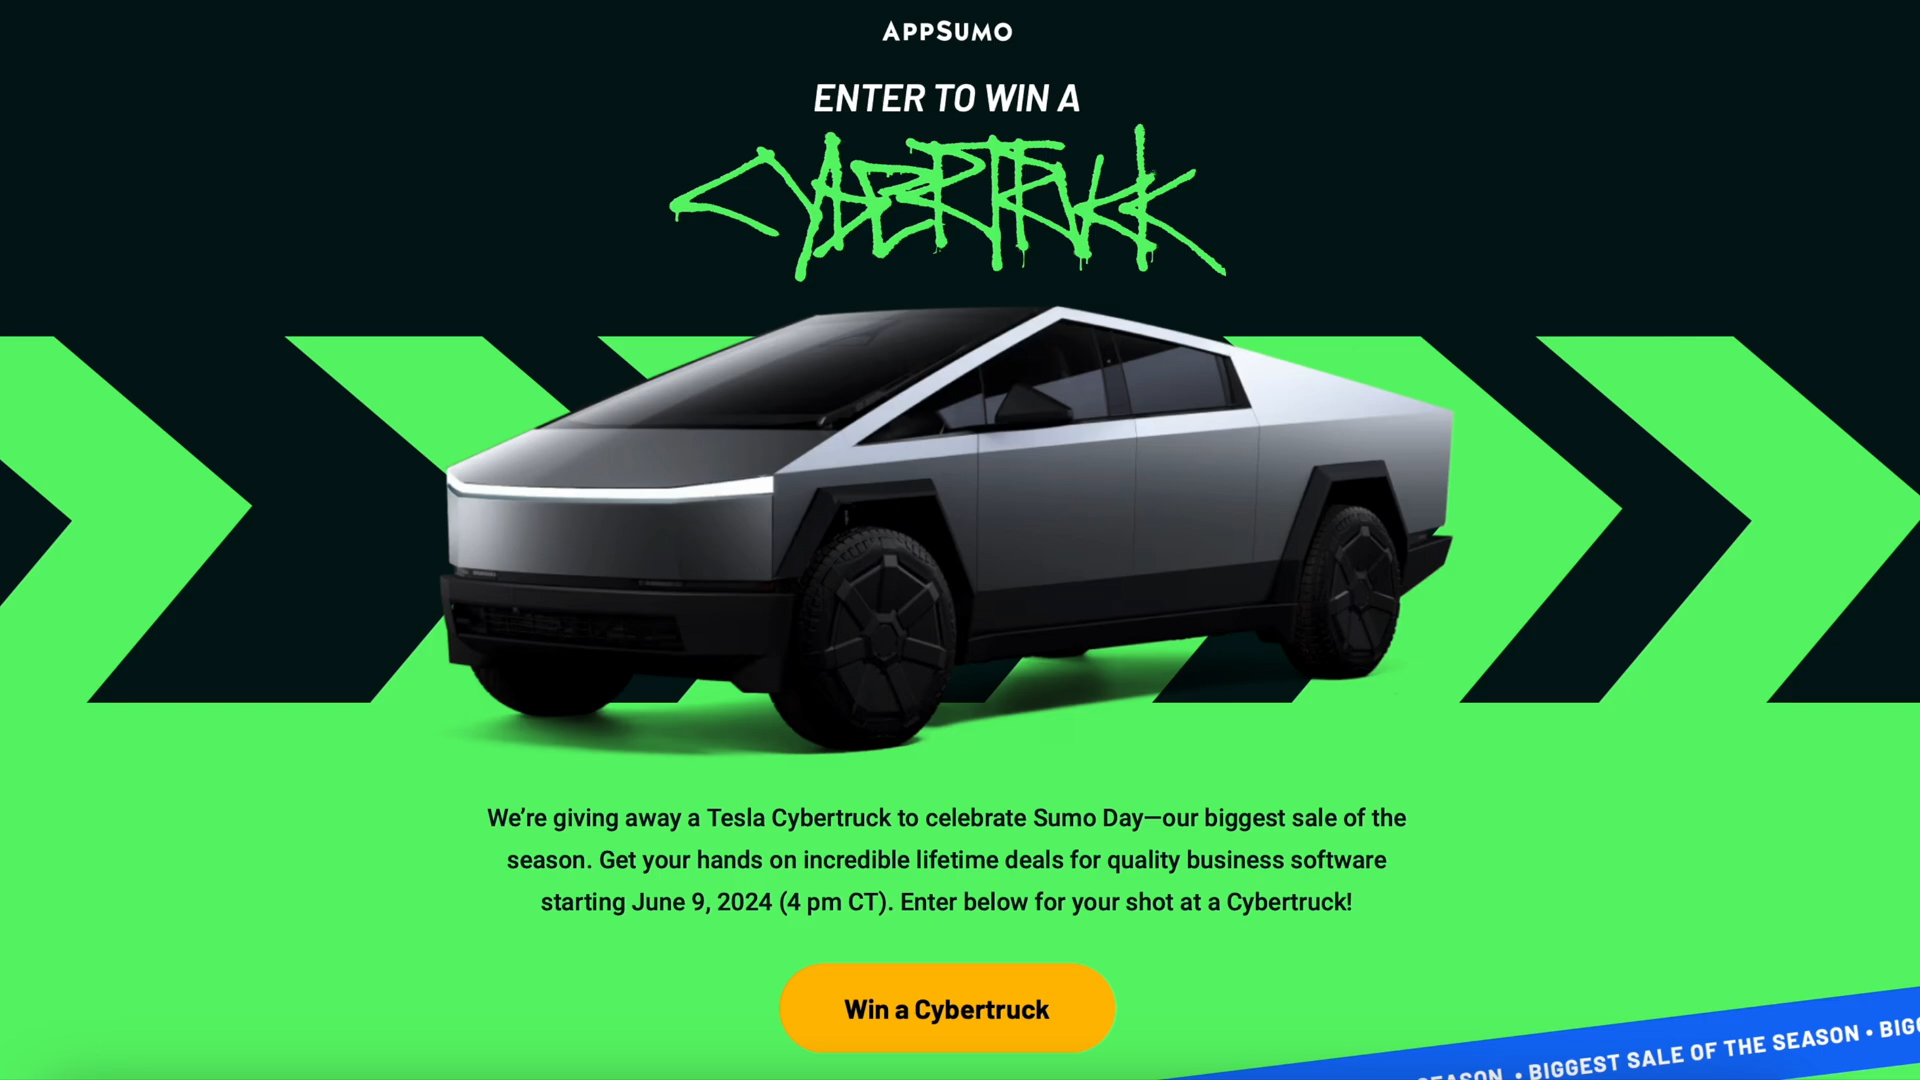 APPSUMO
ENTER TO WIN A
CYBERTRUCK
We’re giving away a Tesla Cybertruck to celebrate Sumo Day—our biggest sale of the
season. Get your hands on incredible lifetime deals for quality business software
starting June 9, 2024 (4 pm CT). Enter below for your shot at a Cybertruck!
Win a Cybertruck
SEASON • BIGGEST SALE OF THE SEASON • BIGG